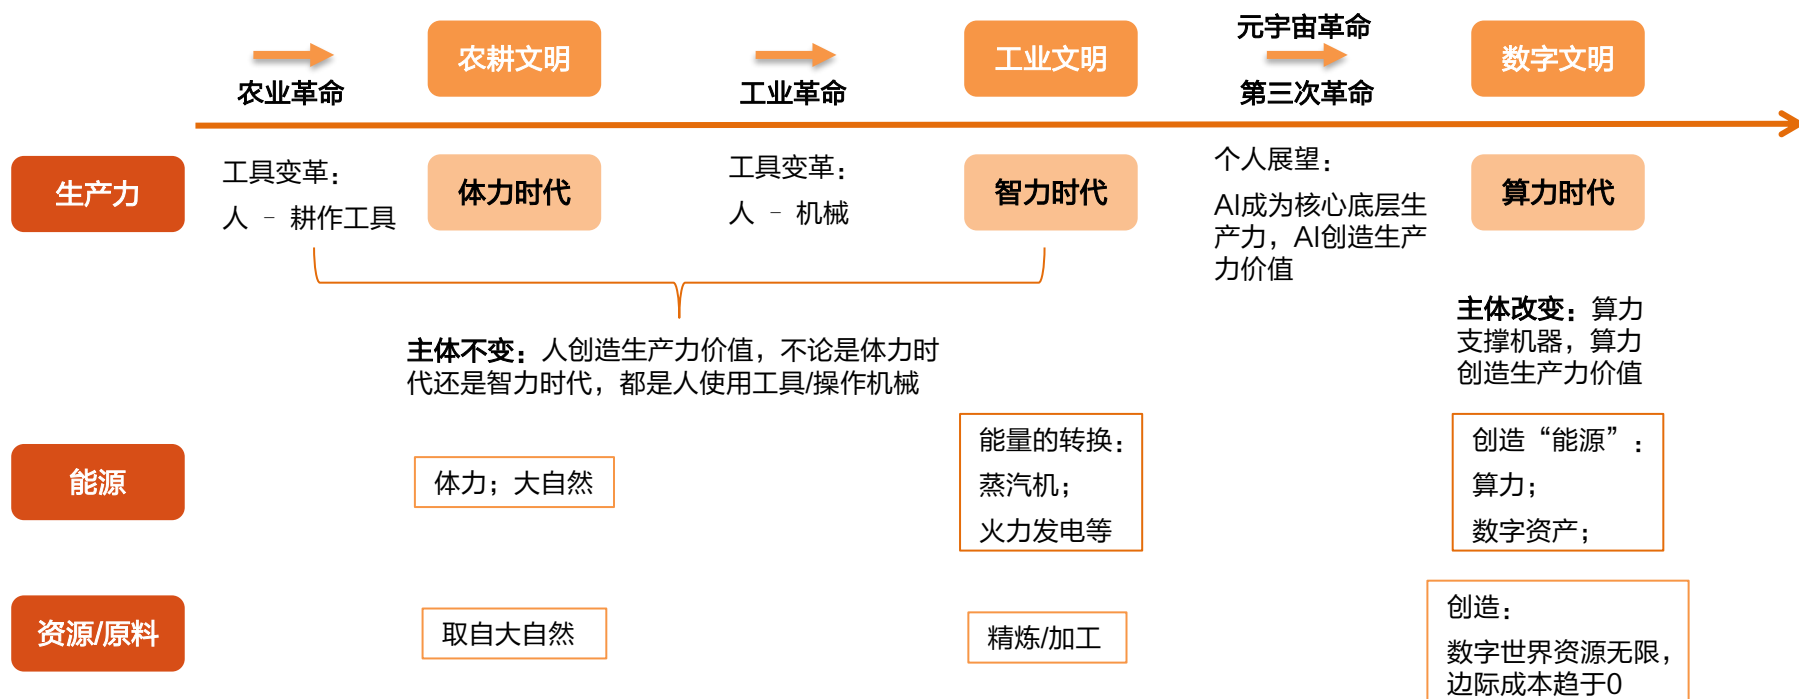 元宇宙革命
农耕文明
工业文明
数字文明
农业革命
工业革命
第三次革命
生产力
工具变革：
人 – 耕作工具
体力时代
工具变革：
人 – 机械
智力时代
个人展望：
AI成为核心底层生
产力，AI创造生产
力价值
算力时代
主体不变：人创造生产力价值，不论是体力时
代还是智力时代，都是人使用工具/操作机械
主体改变：算力
支撑机器，算力
创造生产力价值
能源
体力；大自然
能量的转换：
蒸汽机；
火力发电等
创造“能源”：
算力；
数字资产；
资源/原料
取自大自然
精炼/加工
创造：
数字世界资源无限，
边际成本趋于0